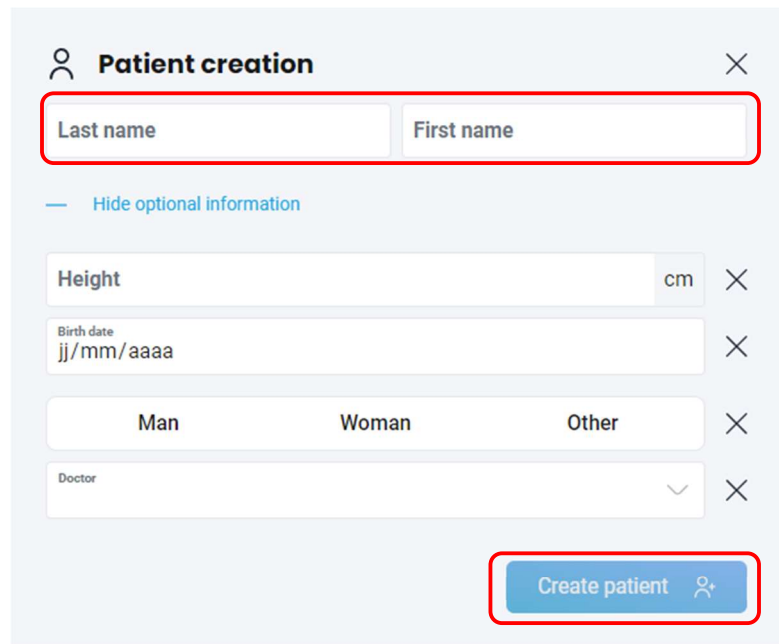 Patient creation
Last name First name
Hide optional information
Height cm
Birth date
jj/mm/aaaa
Man Woman Other
Doctor
Create patient